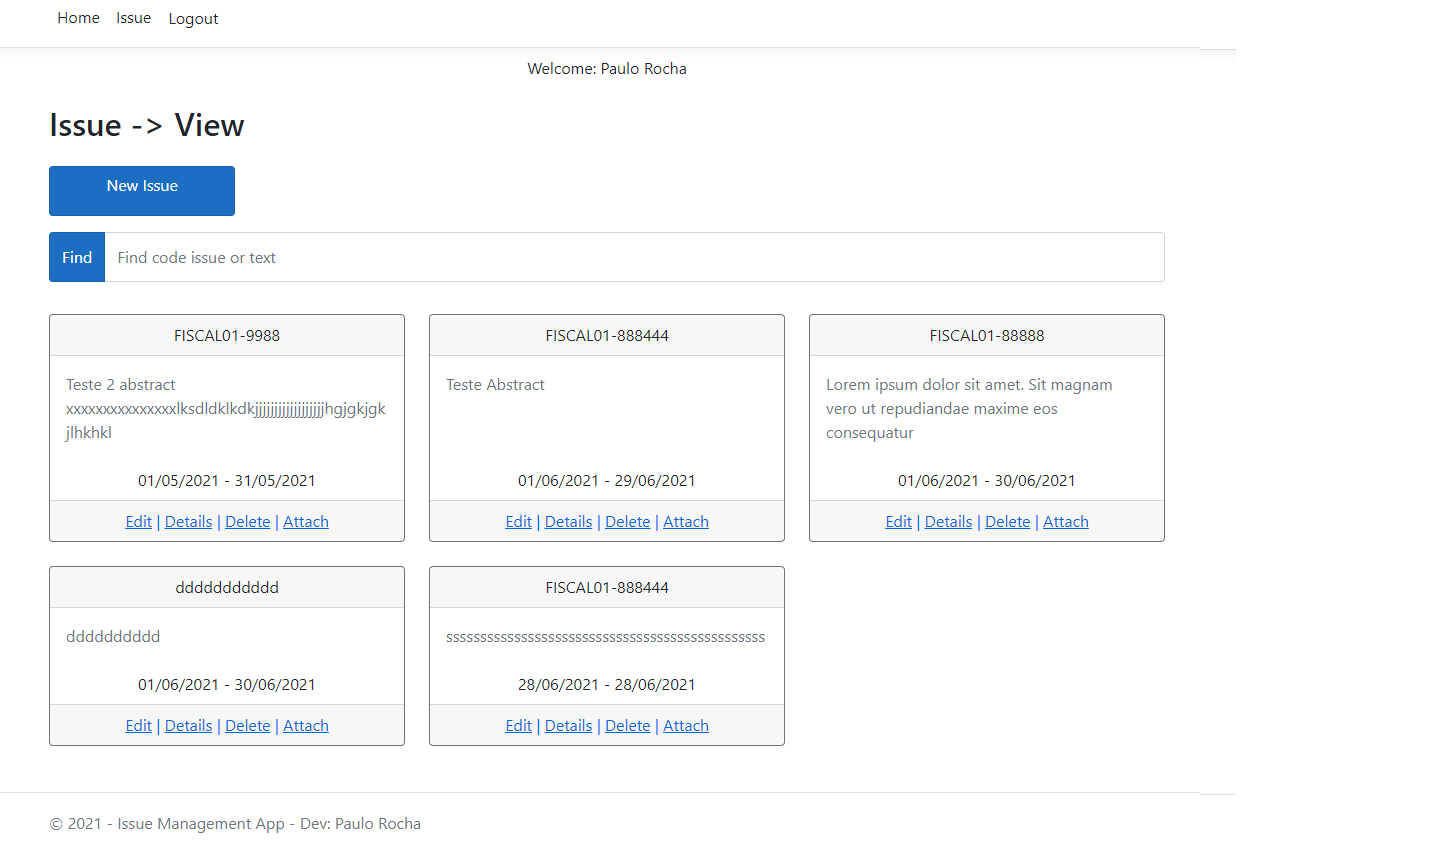 Home Issue Logout
Welcome: Paulo Rocha
Issue -> View
New Issue
Find Find code issue or text
FISCAL01-9988
Teste 2 abstract
xxxxxxxxxxxxxxxlksdldklkdkjjjjjjjjjjjjjjjjjjhgjgkjgk
jlhkhkl
01/05/2021 - 31/05/2021
Edit | Details | Delete | Attach
FISCAL01-888444
Teste Abstract
01/06/2021 - 29/06/2021
Edit | Details | Delete | Attach
FISCAL01-88888
Lorem ipsum dolor sit amet. Sit magnam
vero ut repudiandae maxime eos
consequatur
01/06/2021 - 30/06/2021
Edit | Details | Delete | Attach
ddddddddddd
dddddddddd
01/06/2021 - 30/06/2021
Edit | Details | Delete | Attach
FISCAL01-888444
sssssssssssssssssssssssssssssssssssssssssssssss
28/06/2021 - 28/06/2021
Edit | Details | Delete | Attach
© 2021 - Issue Management App - Dev: Paulo Rocha